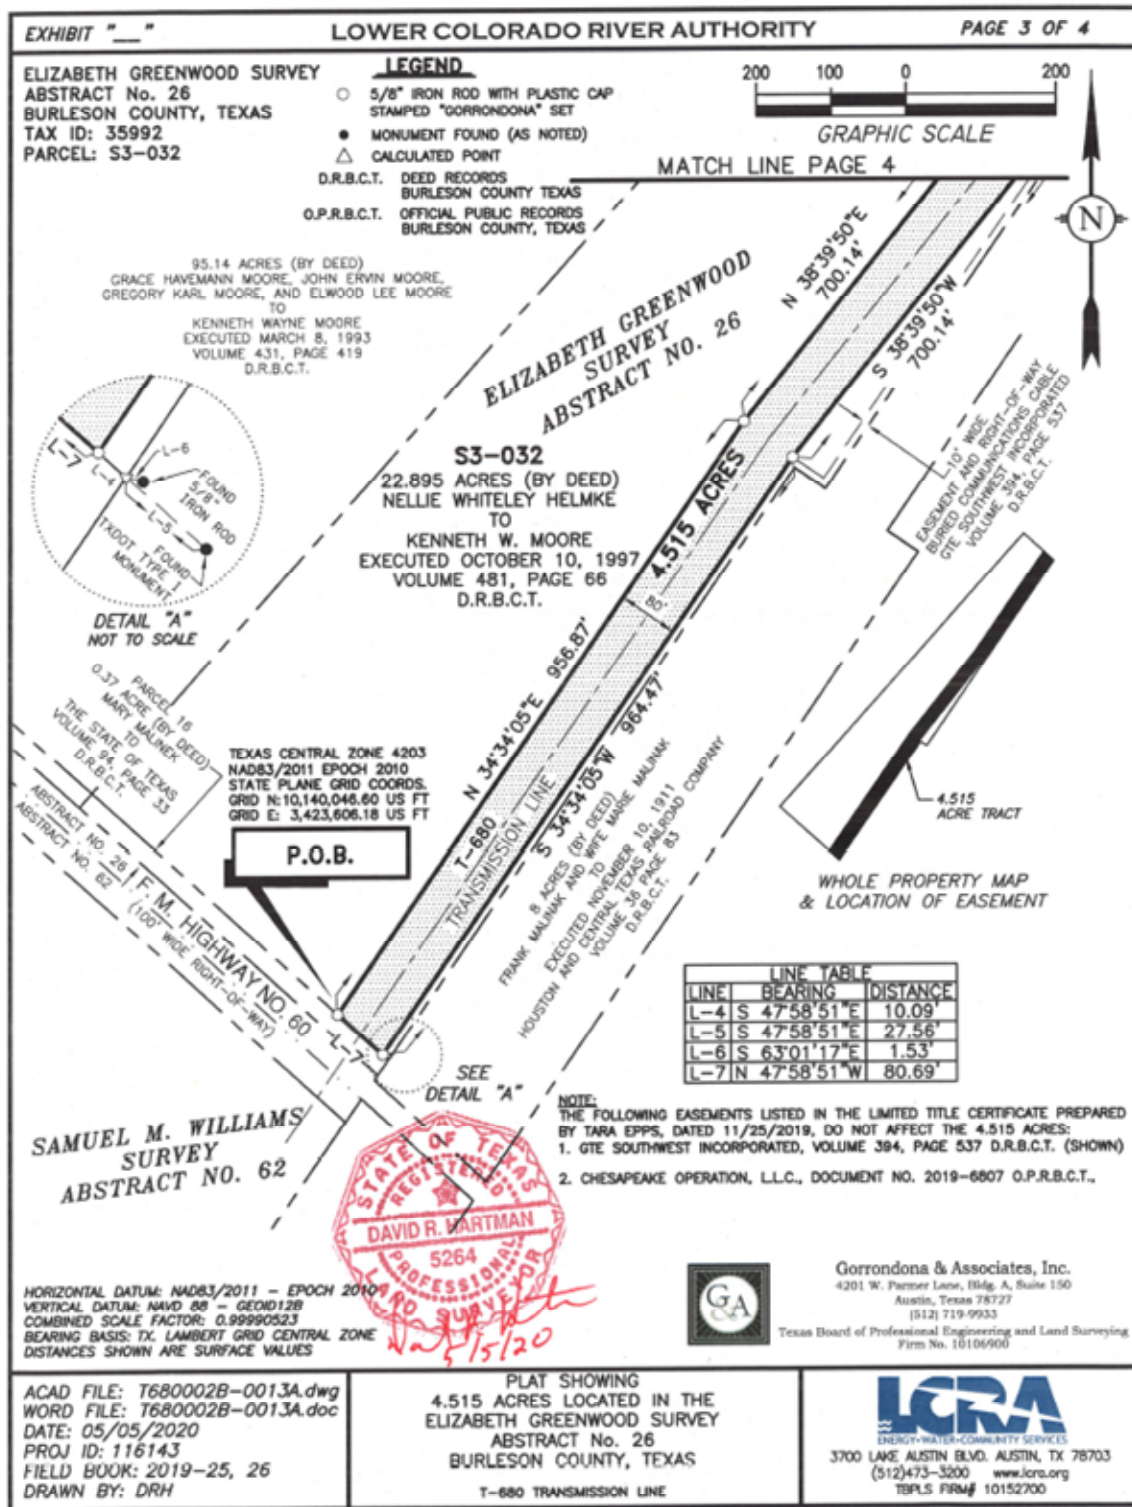 EXHIBIT "__"
LOWER COLORADO RIVER AUTHORITY
PAGE 3 OF 4
ELIZABETH GREENWOOD SURVEY
ABSTRACT No. 26
BURLESON COUNTY, TEXAS
TAX ID: 35992
PARCEL: S3-032
LEGEND
5/8" IRON ROD WITH PLASTIC CAP
STAMPED "GORRONDONA" SET
MONUMENT FOUND (AS NOTED)
CALCULATED POINT
D.R.B.C.T. DEED RECORDS
BURLESON COUNTY TEXAS
O.P.R.B.C.T. OFFICIAL PUBLIC RECORDS
BURLESON COUNTY, TEXAS
200 100 0 200
GRAPHIC SCALE
MATCH LINE PAGE 4
N
95.14 ACRES (BY DEED)
GRACE HAVEMANN MOORE, JOHN ERVIN MOORE,
GREGORY KARL MOORE, AND ELWOOD LEE MOORE
TO
KENNETH WAYNE MOORE
EXECUTED MARCH 8, 1993
VOLUME 431, PAGE 419
D.R.B.C.T.
ELIZABETH GREENWOOD
SURVEY
ABSTRACT NO. 26
N 38°39'50"E
700.14'
S 38°39'50"W
700.14'
10' WIDE
EASEMENT AND RIGHT-OF-WAY
BURIED COMMUNICATIONS CABLE
GTE SOUTHWEST INCORPORATED
VOLUME 394, PAGE 537
D.R.B.C.T.
L-7
L-4
L-6
L-5
FOUND
5/8"
IRON ROD
FOUND
TXDOT TYPE I
MONUMENT
DETAIL "A"
NOT TO SCALE
S3-032
22.895 ACRES (BY DEED)
NELLIE WHITELEY HELMKE
TO
KENNETH W. MOORE
EXECUTED OCTOBER 10, 1997
VOLUME 481, PAGE 66
D.R.B.C.T.
4.515 ACRES
80'
N 34°34'05"E 956.87'
S 34°34'05"W 964.47'
T-680
TRANSMISSION LINE
PARCEL 16
0.37 ACRE (BY DEED)
MARY MALINEK
TO
THE STATE OF TEXAS
VOLUME 94, PAGE 33
D.R.B.C.T.
TEXAS CENTRAL ZONE 4203
NAD83/2011 EPOCH 2010
STATE PLANE GRID COORDS.
GRID N: 10,140,046.60 US FT
GRID E: 3,423,606.18 US FT
P.O.B.
ABSTRACT NO. 26
ABSTRACT NO. 62
F.M. HIGHWAY NO. 60
(100' WIDE RIGHT-OF-WAY)
8 ACRES (BY DEED)
FRANK MALINAK AND WIFE MARIE MALINAK
TO
EXECUTED NOVEMBER 10, 1911
HOUSTON AND CENTRAL TEXAS RAILROAD COMPANY
VOLUME 36 PAGE 83
D.R.B.C.T.
4.515
ACRE TRACT
WHOLE PROPERTY MAP
& LOCATION OF EASEMENT
L-7
SEE
DETAIL "A"
LINE TABLE
LINE BEARING DISTANCE
L-4 S 47°58'51"E 10.09'
L-5 S 47°58'51"E 27.56'
L-6 S 63°01'17"E 1.53'
L-7 N 47°58'51"W 80.69'
NOTE:
THE FOLLOWING EASEMENTS LISTED IN THE LIMITED TITLE CERTIFICATE PREPARED
BY TARA EPPS, DATED 11/25/2019, DO NOT AFFECT THE 4.515 ACRES:
1. GTE SOUTHWEST INCORPORATED, VOLUME 394, PAGE 537 D.R.B.C.T. (SHOWN)
2. CHESAPEAKE OPERATION, L.L.C., DOCUMENT NO. 2019-6807 O.P.R.B.C.T.,
SAMUEL M. WILLIAMS
SURVEY
ABSTRACT NO. 62
STATE OF TEXAS
REGISTERED
DAVID R. HARTMAN
5264
PROFESSIONAL
LAND SURVEYOR
5/5/20
HORIZONTAL DATUM: NAD83/2011 - EPOCH 2010
VERTICAL DATUM: NAVD 88 - GEOID12B
COMBINED SCALE FACTOR: 0.99990523
BEARING BASIS: TX. LAMBERT GRID CENTRAL ZONE
DISTANCES SHOWN ARE SURFACE VALUES
G&A
Gorrondona & Associates, Inc.
4201 W. Parmer Lane, Bldg. A, Suite 150
Austin, Texas 78727
(512) 719-9933
Texas Board of Professional Engineering and Land Surveying
Firm No. 10106900
ACAD FILE: T680002B-0013A.dwg
WORD FILE: T680002B-0013A.doc
DATE: 05/05/2020
PROJ ID: 116143
FIELD BOOK: 2019-25, 26
DRAWN BY: DRH
PLAT SHOWING
4.515 ACRES LOCATED IN THE
ELIZABETH GREENWOOD SURVEY
ABSTRACT No. 26
BURLESON COUNTY, TEXAS
T-680 TRANSMISSION LINE
LCRA
ENERGY•WATER•COMMUNITY SERVICES
3700 LAKE AUSTIN BLVD. AUSTIN, TX 78703
(512)473-3200 www.lcra.org
TBPLS FIRM# 10152700